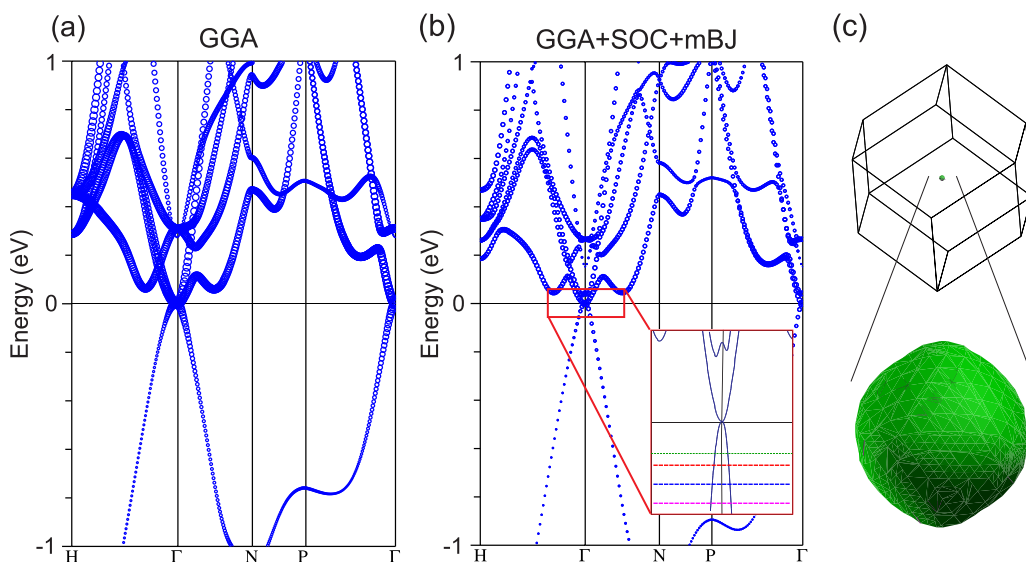 (a)
GGA
1
0
-1
Energy (eV)
H Γ N P Γ
(b)
GGA+SOC+mBJ
1
0
-1
Energy (eV)
H Γ N P Γ
(c)